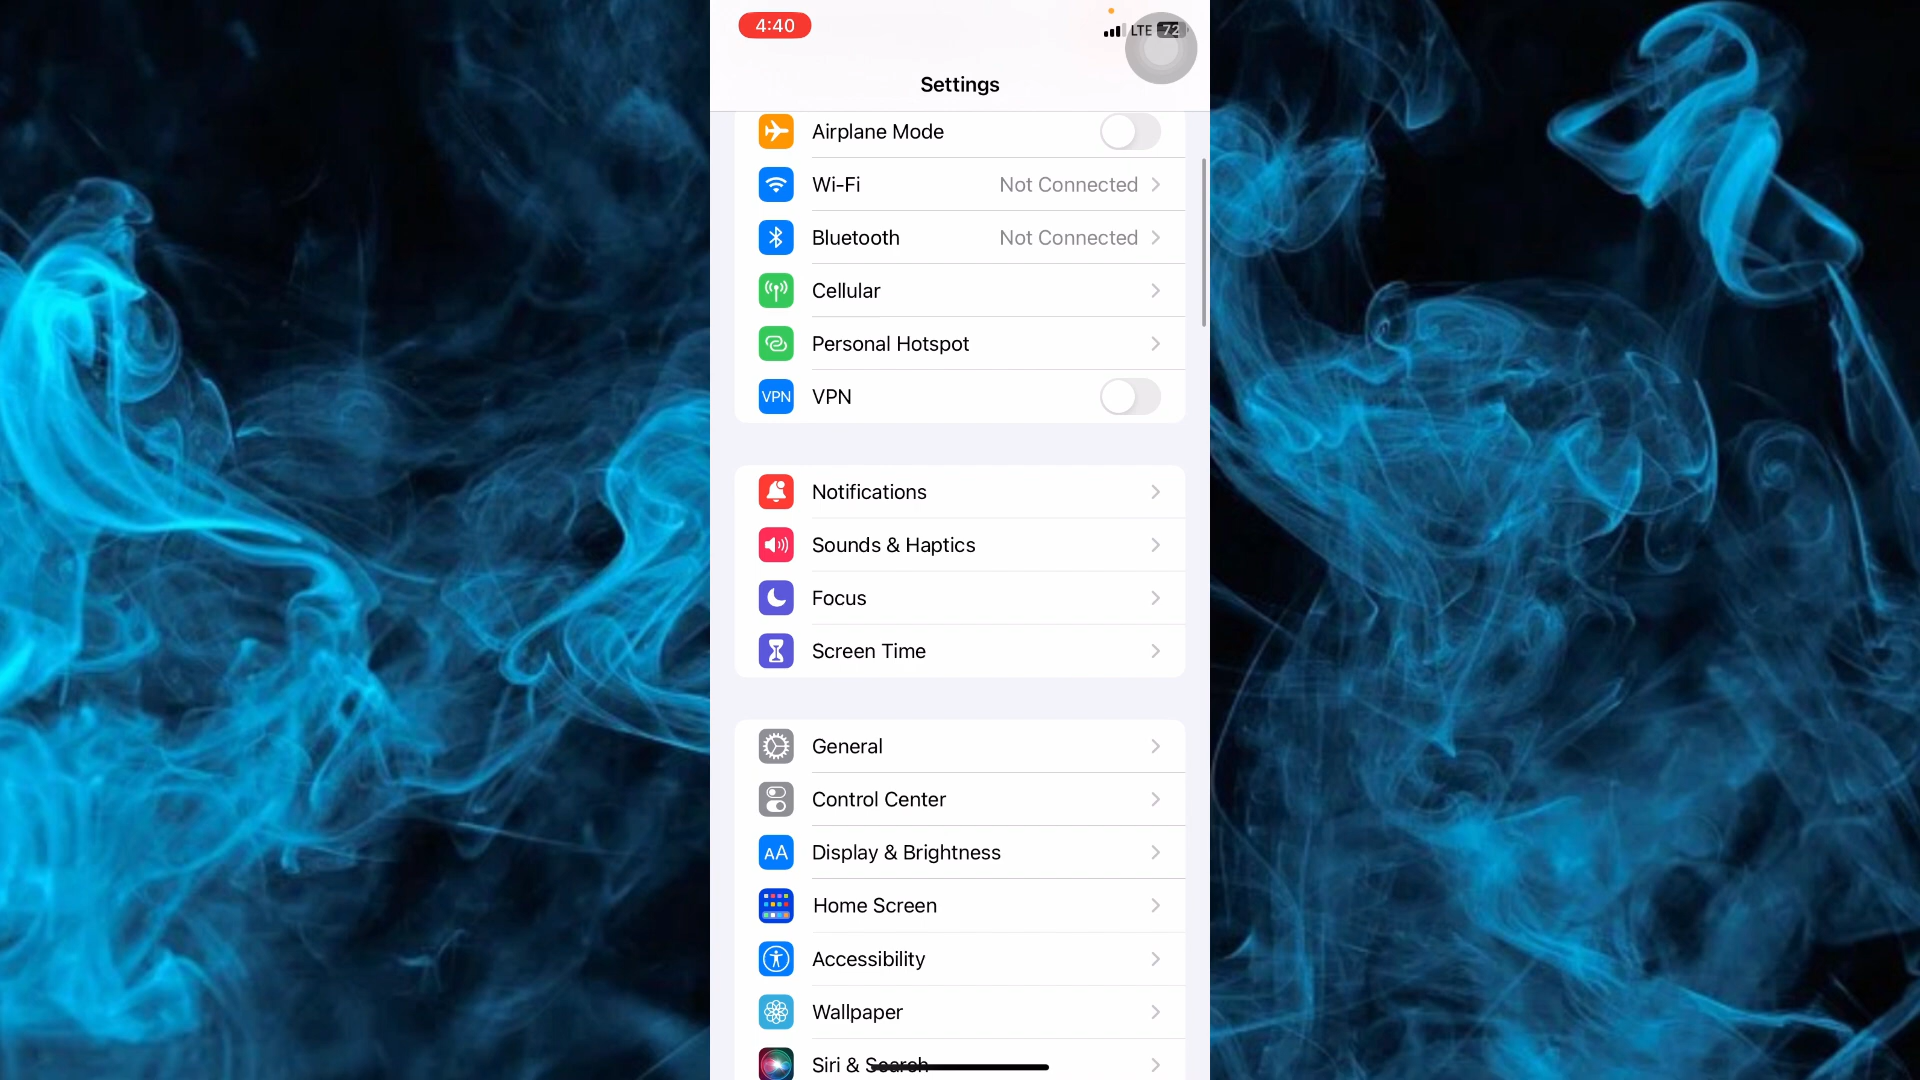 4:40
LTE 72
Settings
Airplane Mode
Wi-Fi Not Connected
Bluetooth Not Connected
Cellular
Personal Hotspot
VPN VPN
Notifications
Sounds & Haptics
Focus
Screen Time
General
Control Center
AA Display & Brightness
Home Screen
Accessibility
Wallpaper
Siri & Search